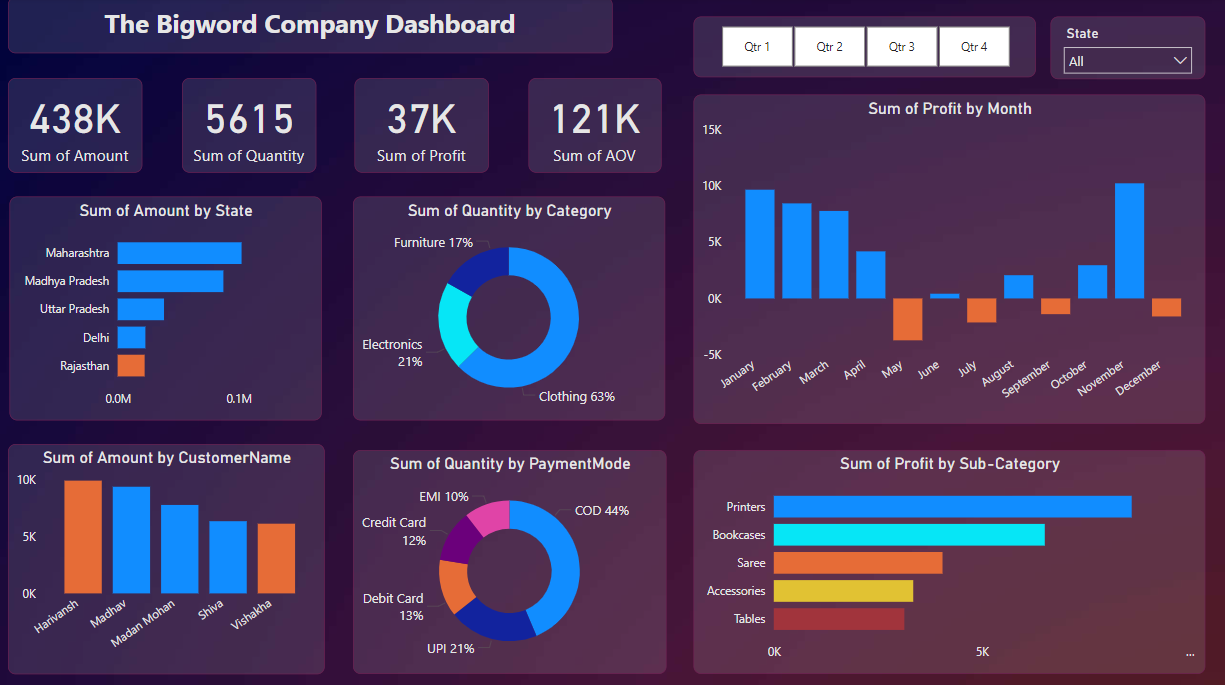 The Bigword Company Dashboard
Qtr 1
Qtr 2
Qtr 3
Qtr 4
State
All
438K
Sum of Amount
5615
Sum of Quantity
37K
Sum of Profit
121K
Sum of AOV
Sum of Profit by Month
15K
10K
5K
0K
-5K
January
February
March
April
May
June
July
August
September
October
November
December
Sum of Amount by State
Maharashtra
Madhya Pradesh
Uttar Pradesh
Delhi
Rajasthan
0.0M
0.1M
Sum of Quantity by Category
Furniture 17%
Electronics
21%
Clothing 63%
Sum of Amount by CustomerName
10K
5K
0K
Harivansh
Madhav
Madan Mohan
Shiva
Vishakha
Sum of Quantity by PaymentMode
EMI 10%
COD 44%
Credit Card
12%
Debit Card
13%
UPI 21%
Sum of Profit by Sub-Category
Printers
Bookcases
Saree
Accessories
Tables
0K
5K
...